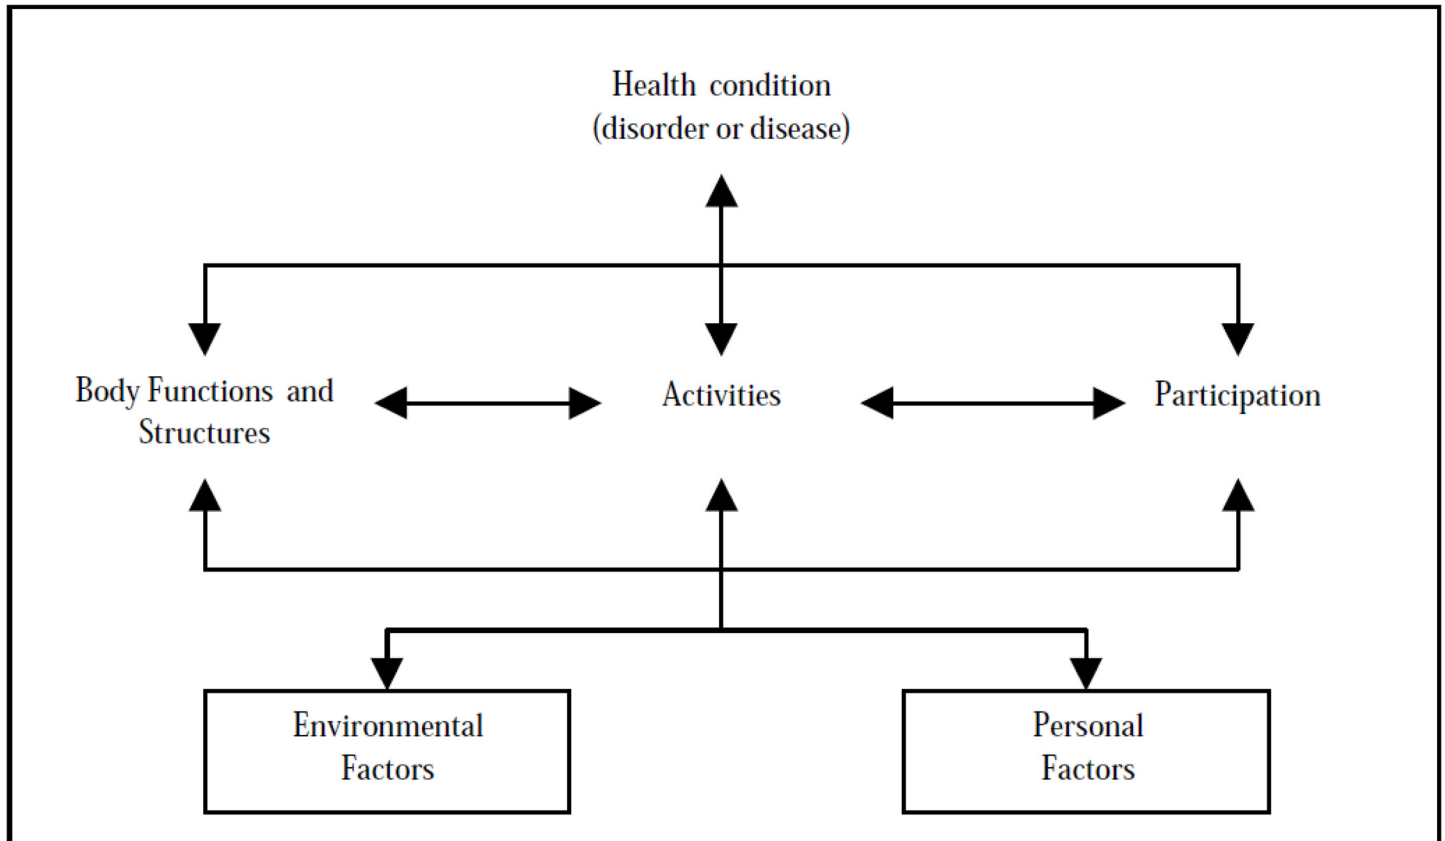 Health condition
(disorder or disease)
Body Functions and
Structures
Activities
Participation
Environmental
Factors
Personal
Factors